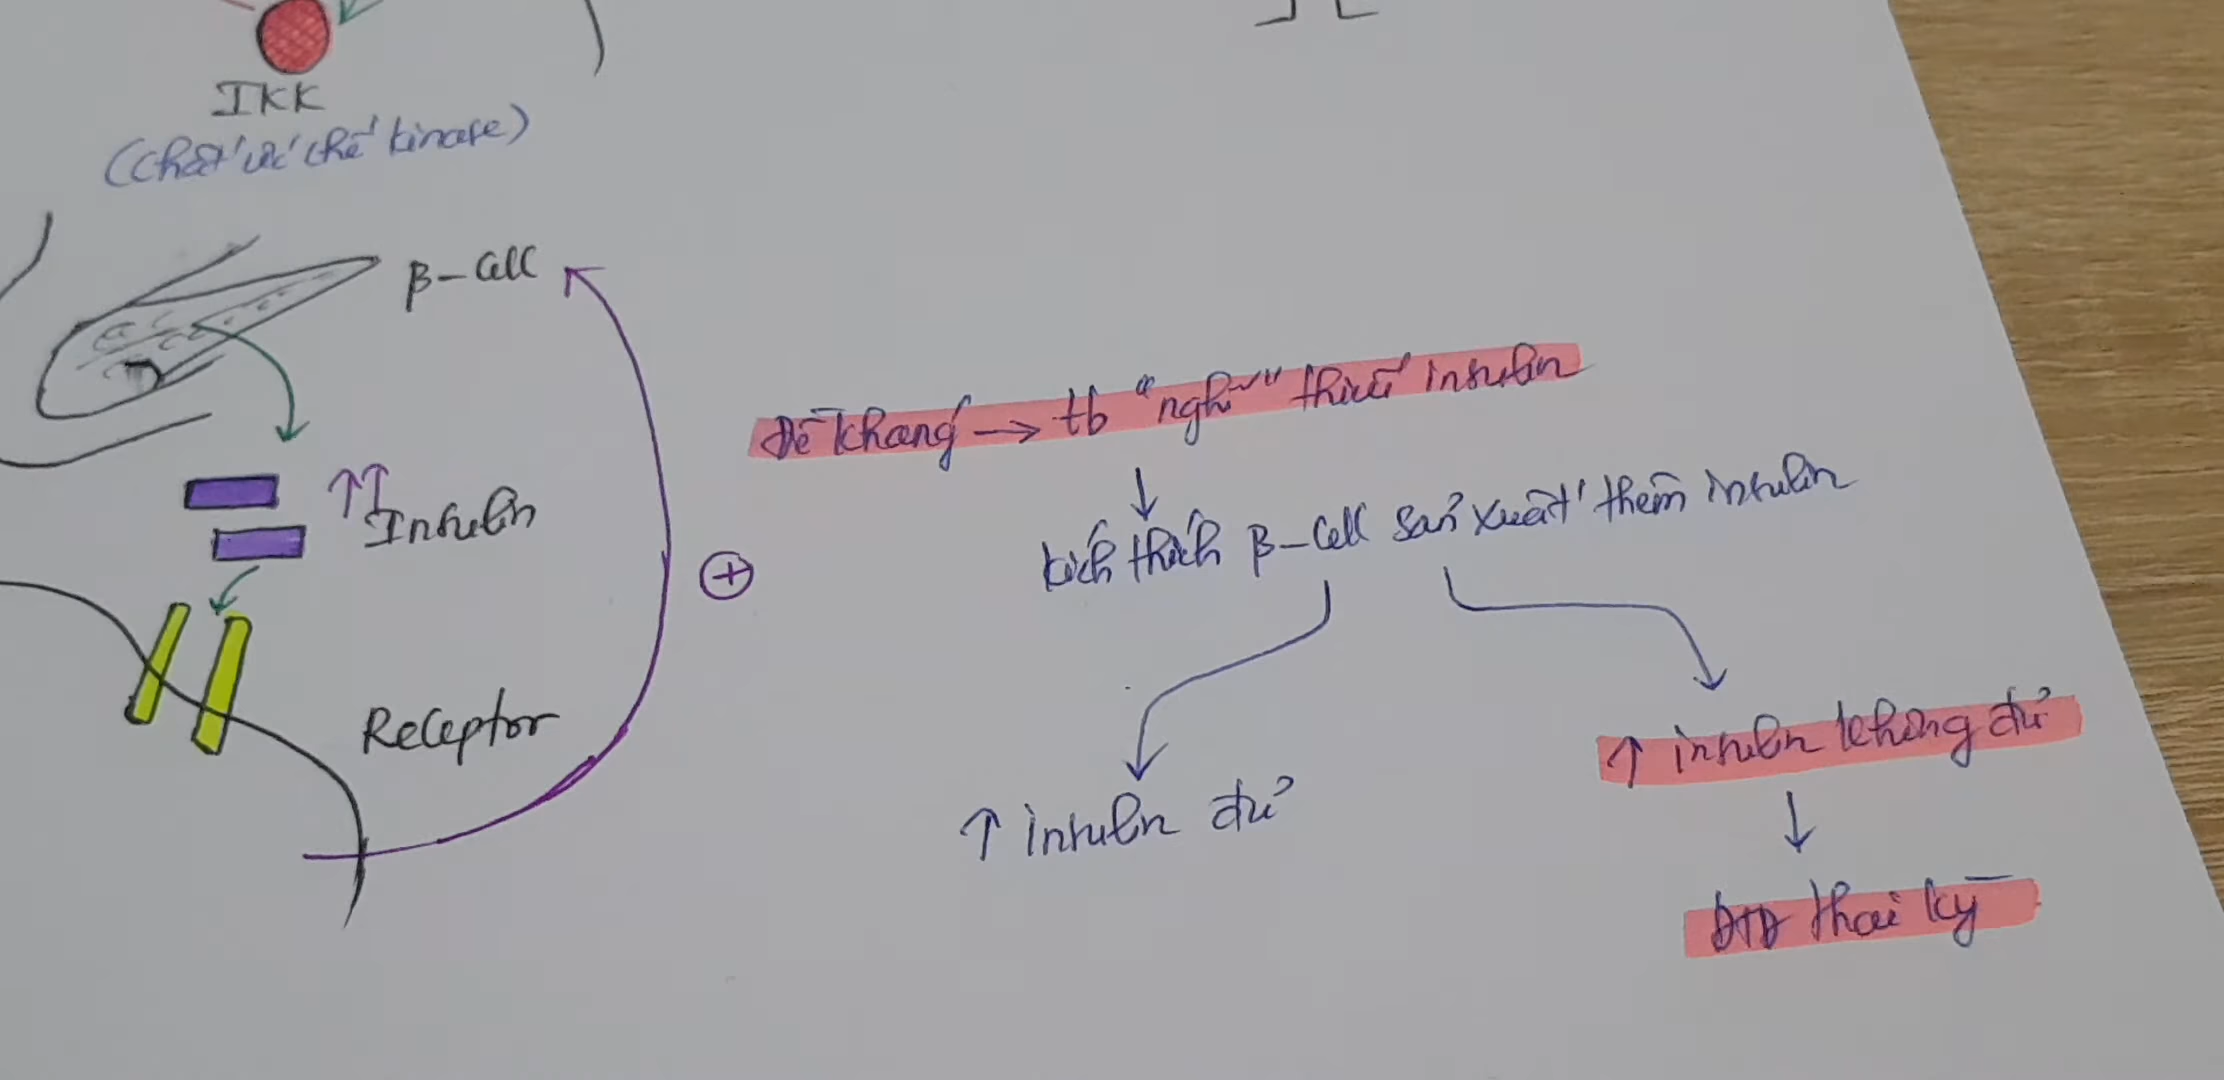 IKK
(chất ức chế kinase)
β-cell
↑↑ Insulin
Receptor
⊕
Đề kháng → tb "nghĩ" thiếu insulin
↓
kích thích β-cell sản xuất thêm insulin
↑ insulin đủ
↑ insulin không đủ
↓
ĐTĐ thai kỳ